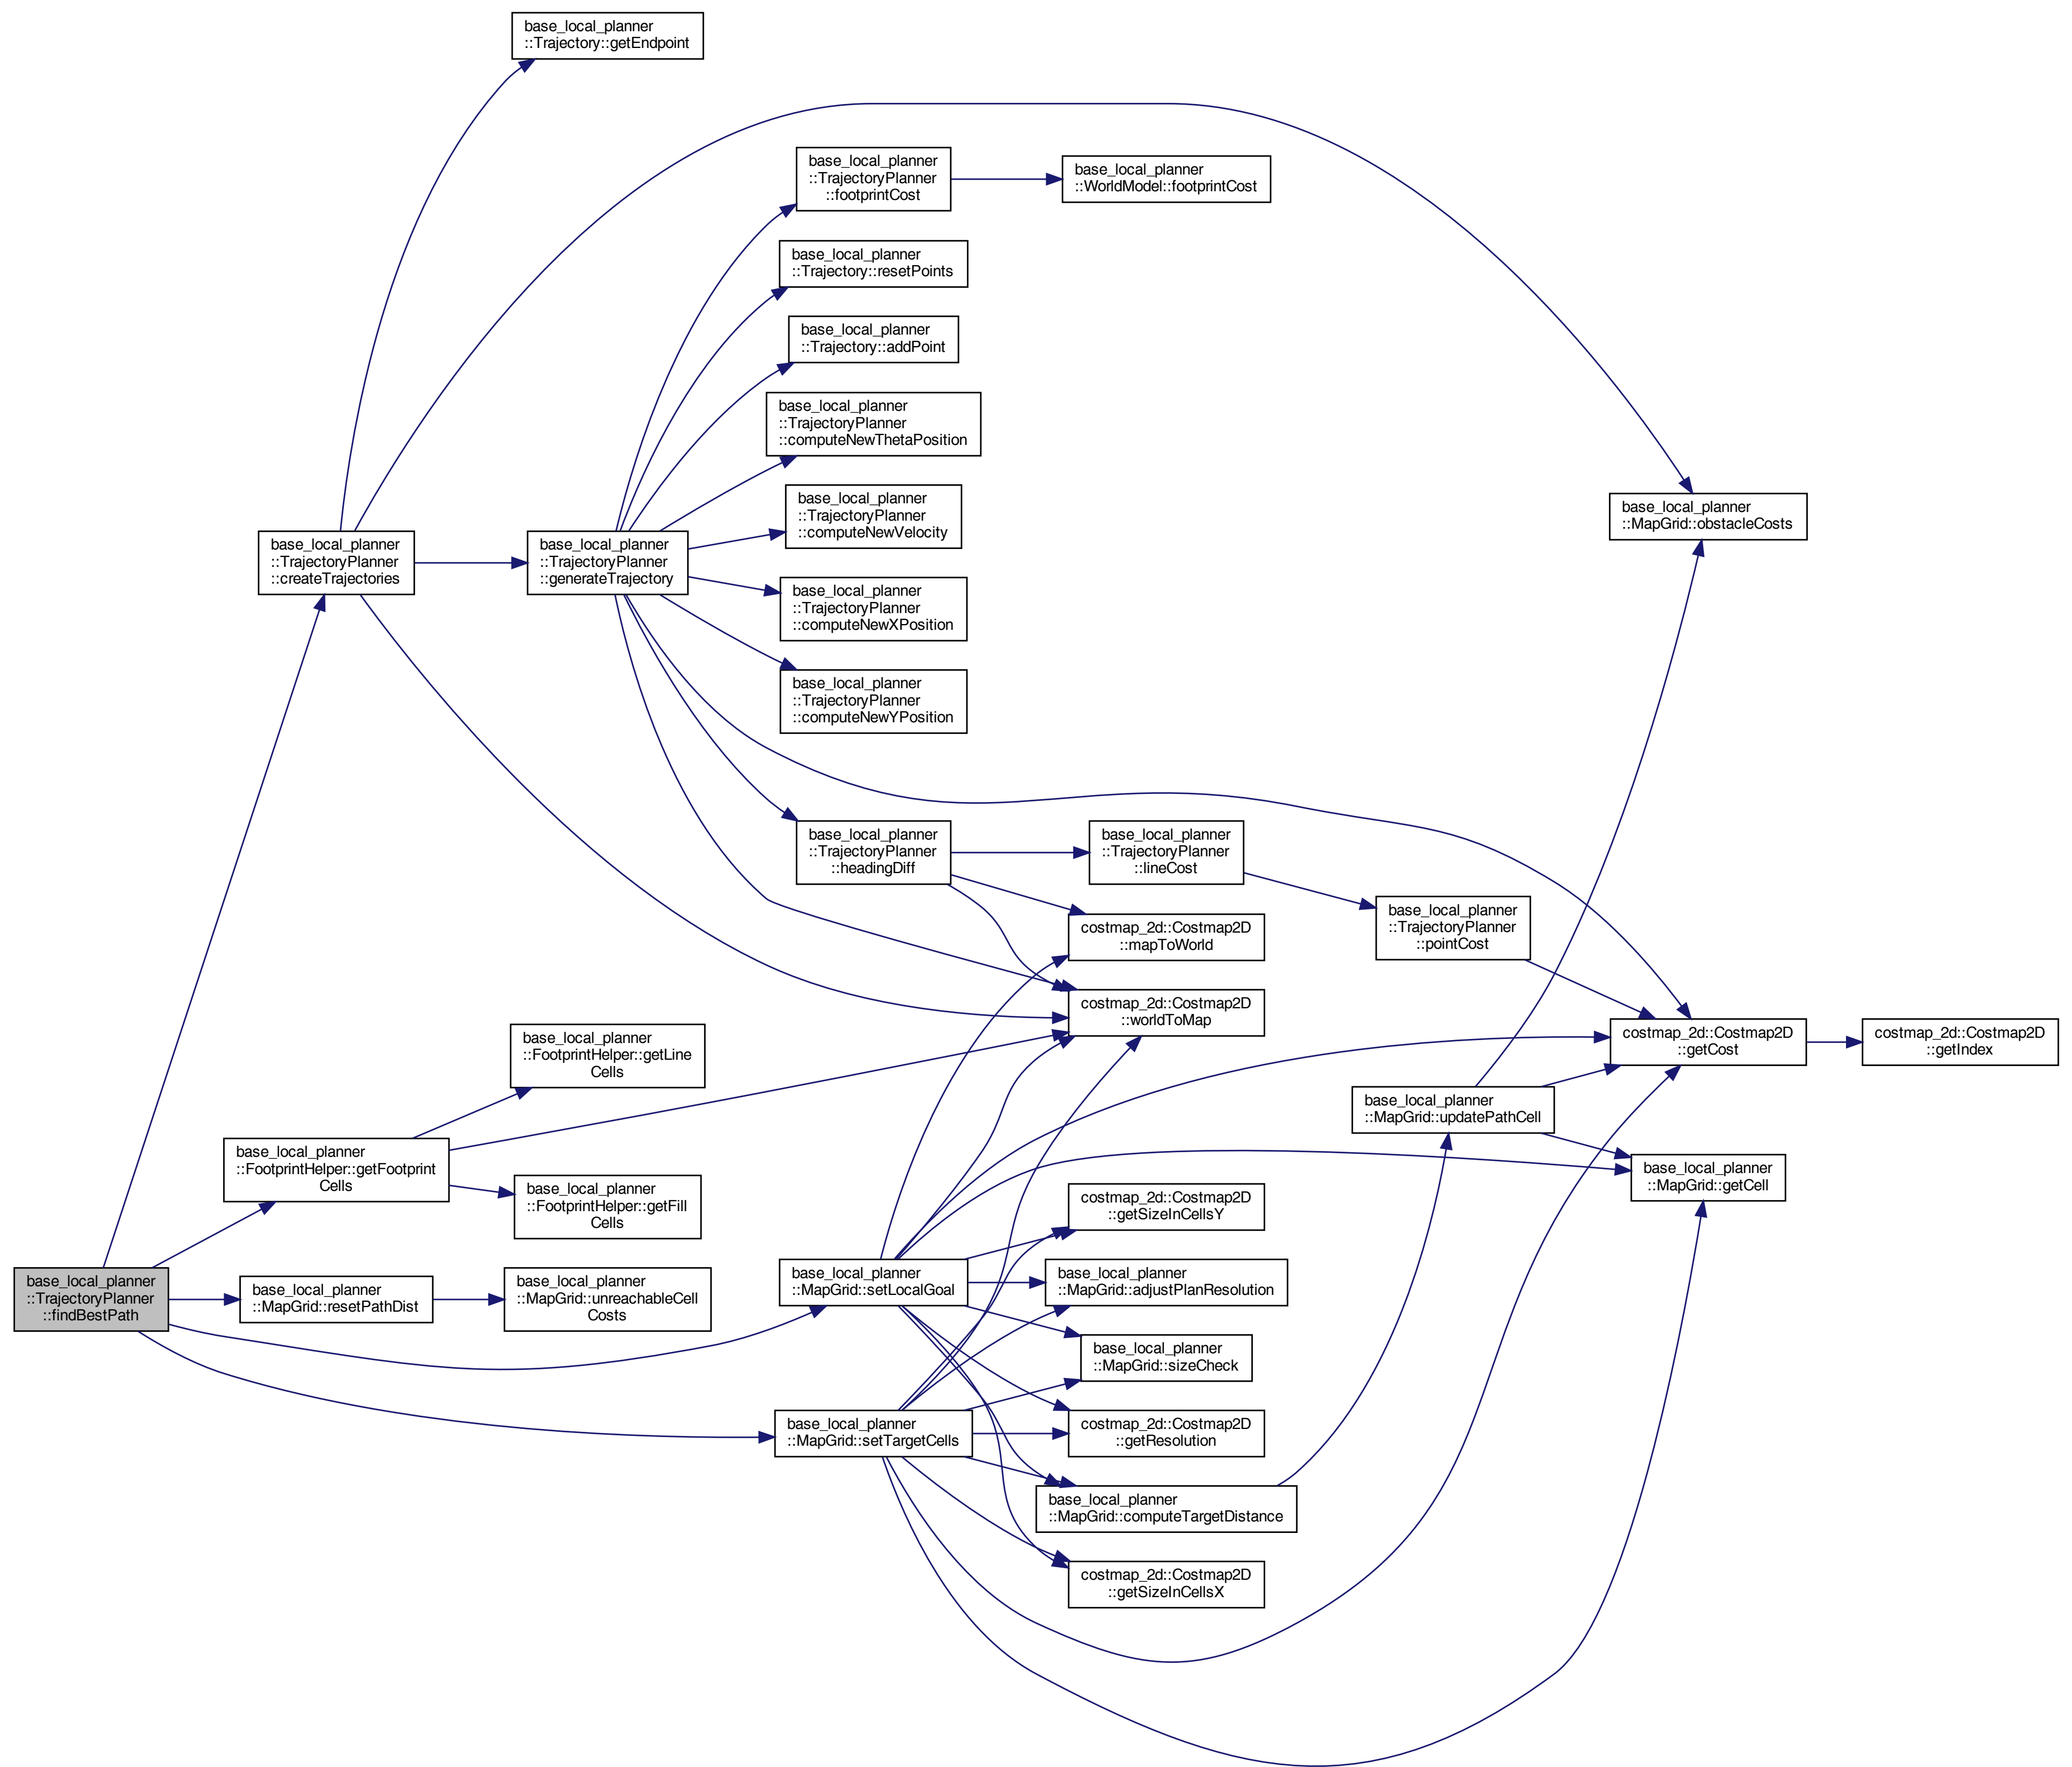 base_local_planner
::Trajectory::getEndpoint
base_local_planner
::TrajectoryPlanner
::footprintCost
base_local_planner
::WorldModel::footprintCost
base_local_planner
::Trajectory::resetPoints
base_local_planner
::Trajectory::addPoint
base_local_planner
::TrajectoryPlanner
::computeNewThetaPosition
base_local_planner
::TrajectoryPlanner
::computeNewVelocity
base_local_planner
::MapGrid::obstacleCosts
base_local_planner
::TrajectoryPlanner
::createTrajectories
base_local_planner
::TrajectoryPlanner
::generateTrajectory
base_local_planner
::TrajectoryPlanner
::computeNewXPosition
base_local_planner
::TrajectoryPlanner
::computeNewYPosition
base_local_planner
::TrajectoryPlanner
::headingDiff
base_local_planner
::TrajectoryPlanner
::lineCost
base_local_planner
::TrajectoryPlanner
::pointCost
costmap_2d::Costmap2D
::mapToWorld
costmap_2d::Costmap2D
::worldToMap
costmap_2d::Costmap2D
::getCost
costmap_2d::Costmap2D
::getIndex
base_local_planner
::FootprintHelper::getLine
Cells
base_local_planner
::MapGrid::updatePathCell
base_local_planner
::FootprintHelper::getFootprint
Cells
base_local_planner
::MapGrid::getCell
base_local_planner
::FootprintHelper::getFill
Cells
costmap_2d::Costmap2D
::getSizeInCellsY
base_local_planner
::TrajectoryPlanner
::findBestPath
base_local_planner
::MapGrid::resetPathDist
base_local_planner
::MapGrid::unreachableCell
Costs
base_local_planner
::MapGrid::setLocalGoal
base_local_planner
::MapGrid::adjustPlanResolution
base_local_planner
::MapGrid::sizeCheck
base_local_planner
::MapGrid::setTargetCells
costmap_2d::Costmap2D
::getResolution
base_local_planner
::MapGrid::computeTargetDistance
costmap_2d::Costmap2D
::getSizeInCellsX